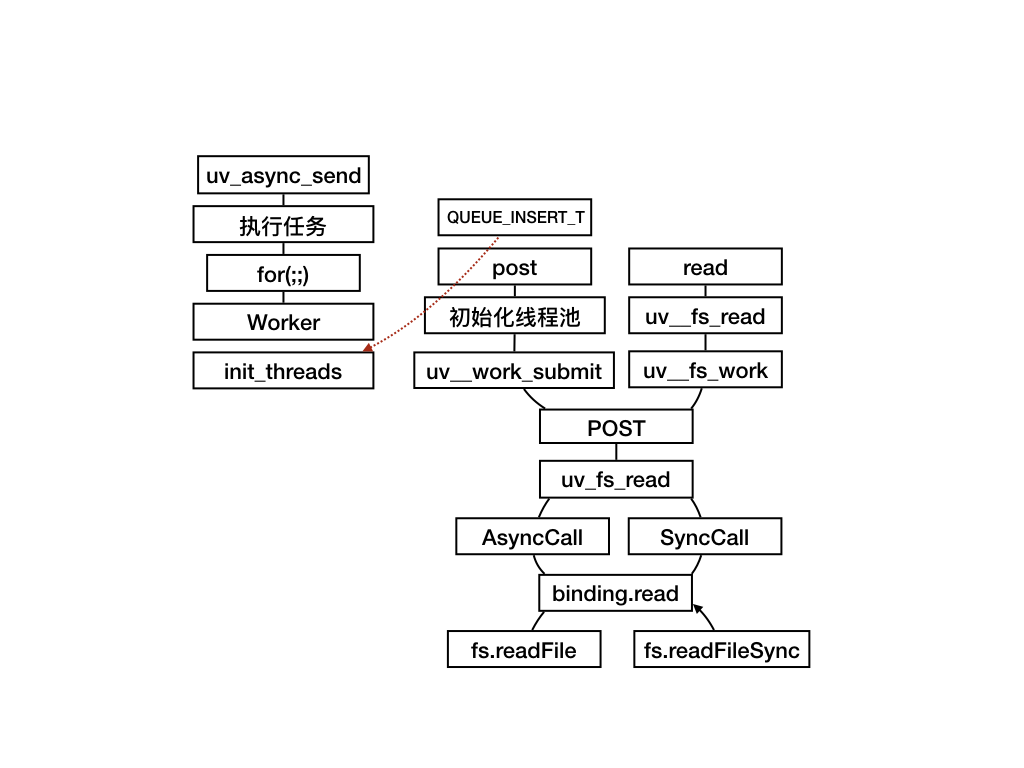 uv_async_send
执行任务
for(;;)
Worker
init_threads
QUEUE_INSERT_T
post
初始化线程池
uv__work_submit
read
uv__fs_read
uv__fs_work
POST
uv_fs_read
AsyncCall
SyncCall
binding.read
fs.readFile
fs.readFileSync